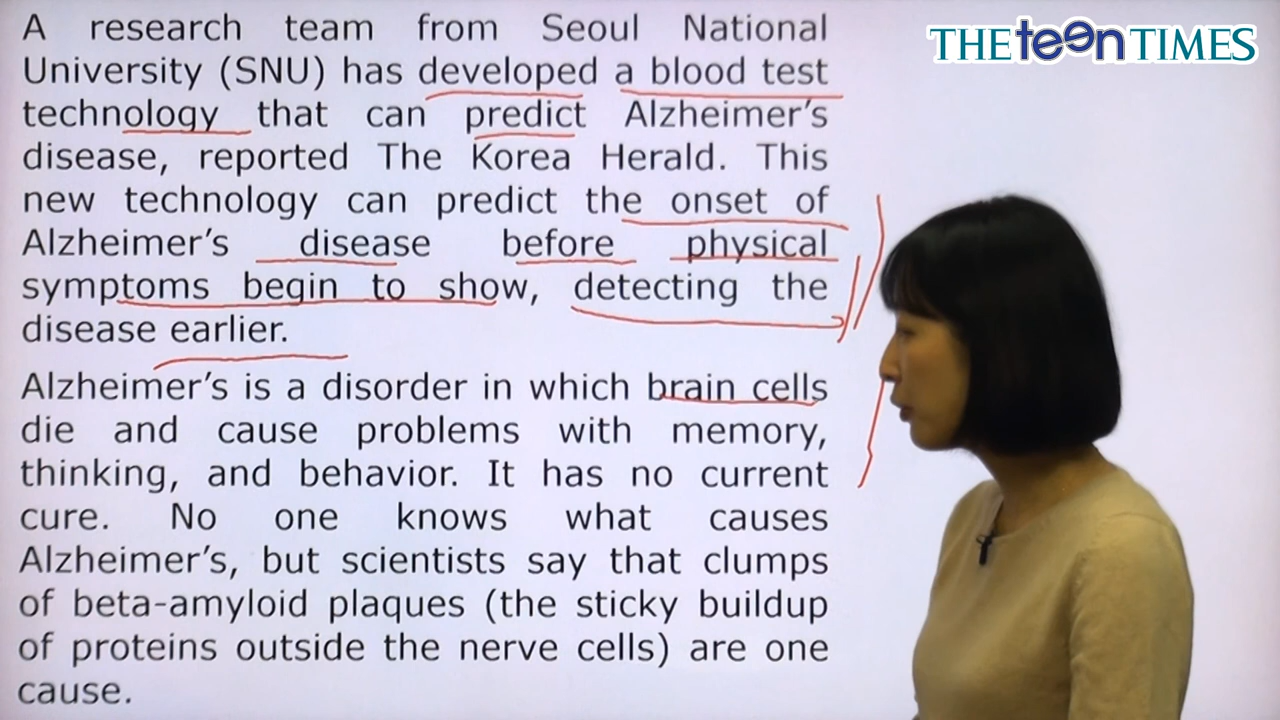 THE teen TIMES
A research team from Seoul National
University (SNU) has developed a blood test
technology that can predict Alzheimer's
disease, reported The Korea Herald. This
new technology can predict the onset of
Alzheimer's disease before physical
symptoms begin to show, detecting the
disease earlier.
Alzheimer's is a disorder in which brain cells
die and cause problems with memory,
thinking, and behavior. It has no current
cure. No one knows what causes
Alzheimer's, but scientists say that clumps
of beta-amyloid plaques (the sticky buildup
of proteins outside the nerve cells) are one
cause.